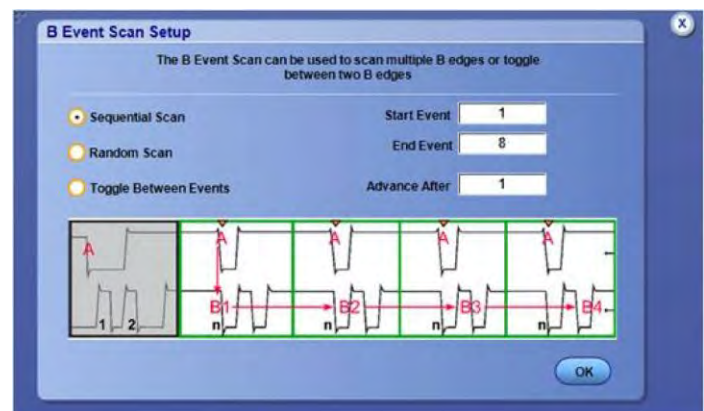 B Event Scan Setup
X
The B Event Scan can be used to scan multiple B edges or toggle
between two B edges
Sequential Scan
Start Event 1
Random Scan
End Event 8
Toggle Between Events
Advance After 1
A A A A A
B1 B2 B3 B4
1 2 n n n n
OK